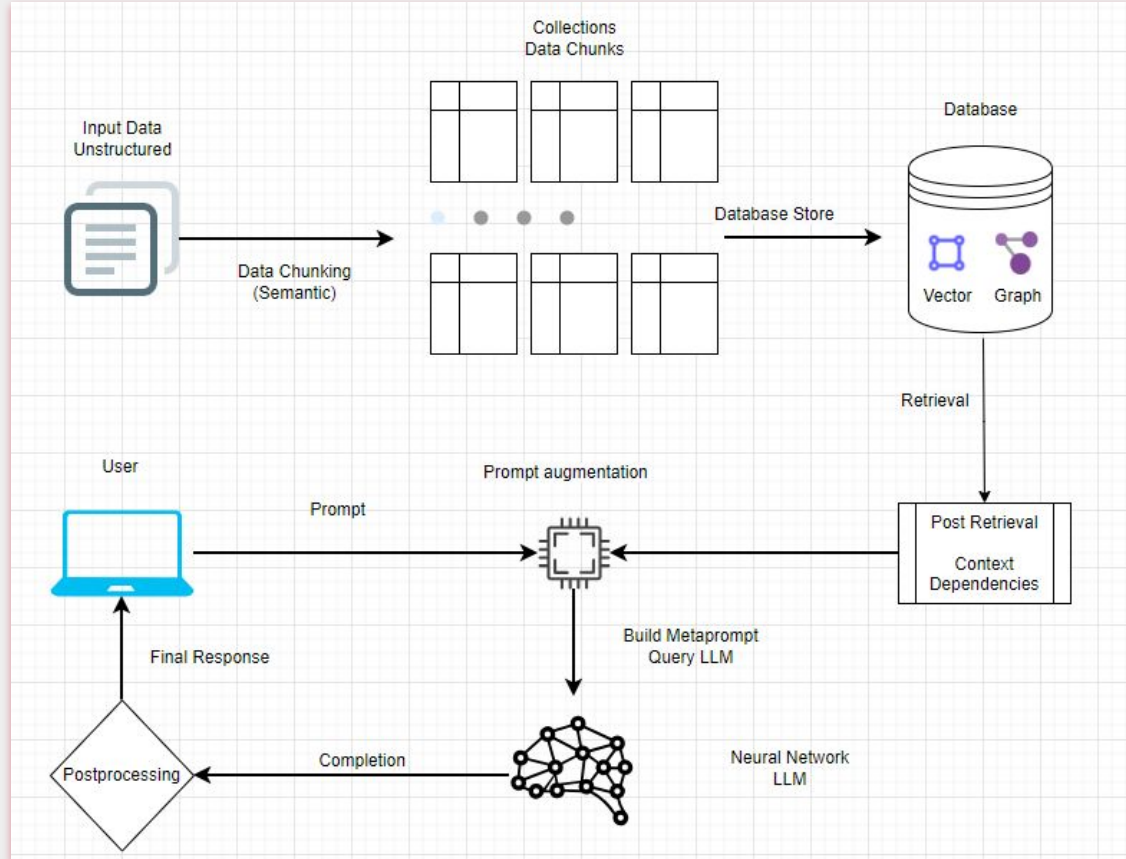 Collections
Data Chunks
Input Data
Unstructured
Database
Database Store
Data Chunking
(Semantic)
Vector
Graph
Retrieval
User
Prompt augmentation
Prompt
Post Retrieval
Context
Dependencies
Build Metaprompt
Query LLM
Final Response
Postprocessing
Completion
Neural Network
LLM